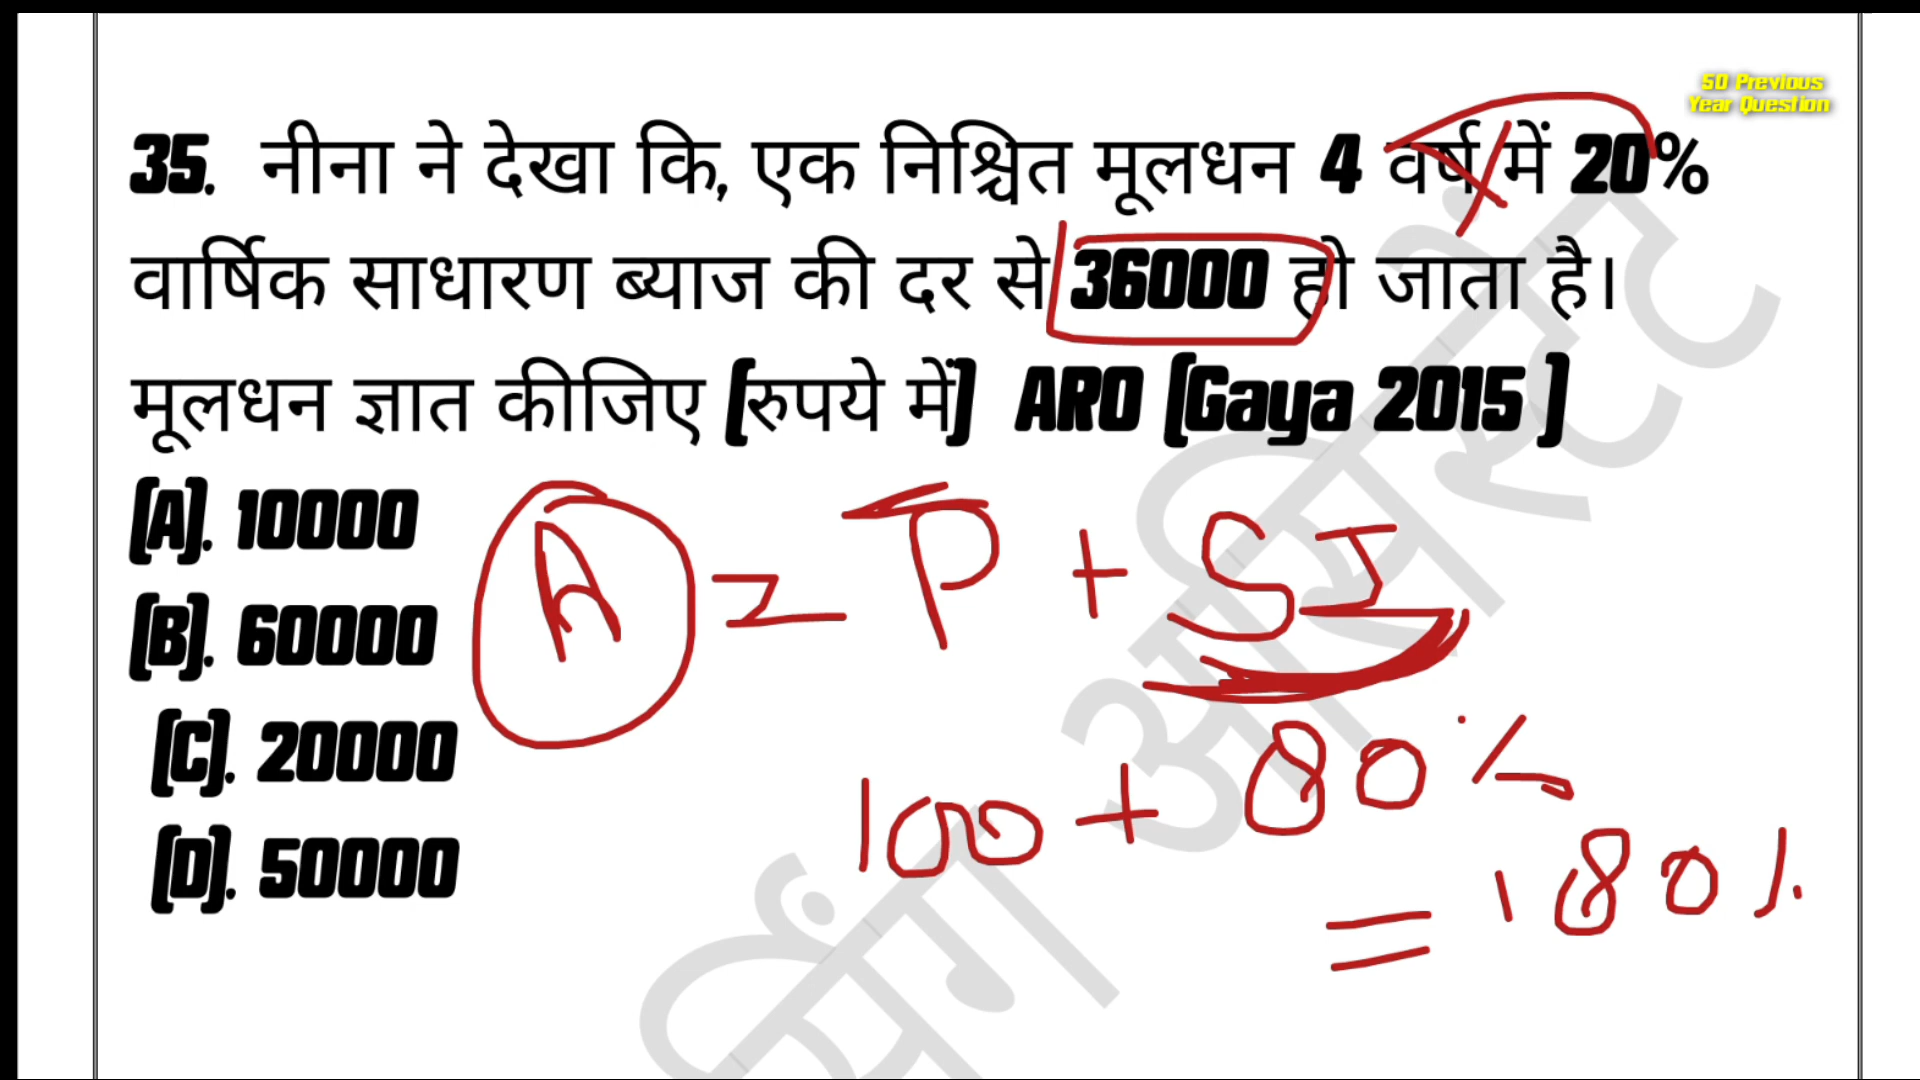 50 Previous
Year Question
35. नीना ने देखा कि, एक निश्चित मूलधन 4 वर्ष में 20%
वार्षिक साधारण ब्याज की दर से 36000 हो जाता है।
मूलधन ज्ञात कीजिए (रुपये में) ARO (Gaya 2015 )
(A). 10000
(B). 60000
(C). 20000
(D). 50000
A = P + SI
100 + 80%
= 180%